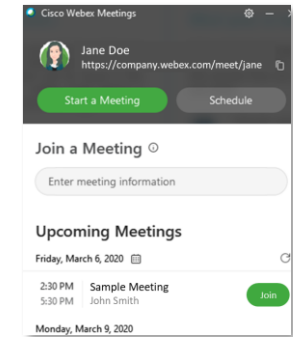 Cisco Webex Meetings
Jane Doe
https://company.webex.com/meet/jane
Start a Meeting Schedule
Join a Meeting
Enter meeting information
Upcoming Meetings
Friday, March 6, 2020
2:30 PM Sample Meeting
5:30 PM John Smith
Join
Monday, March 9, 2020